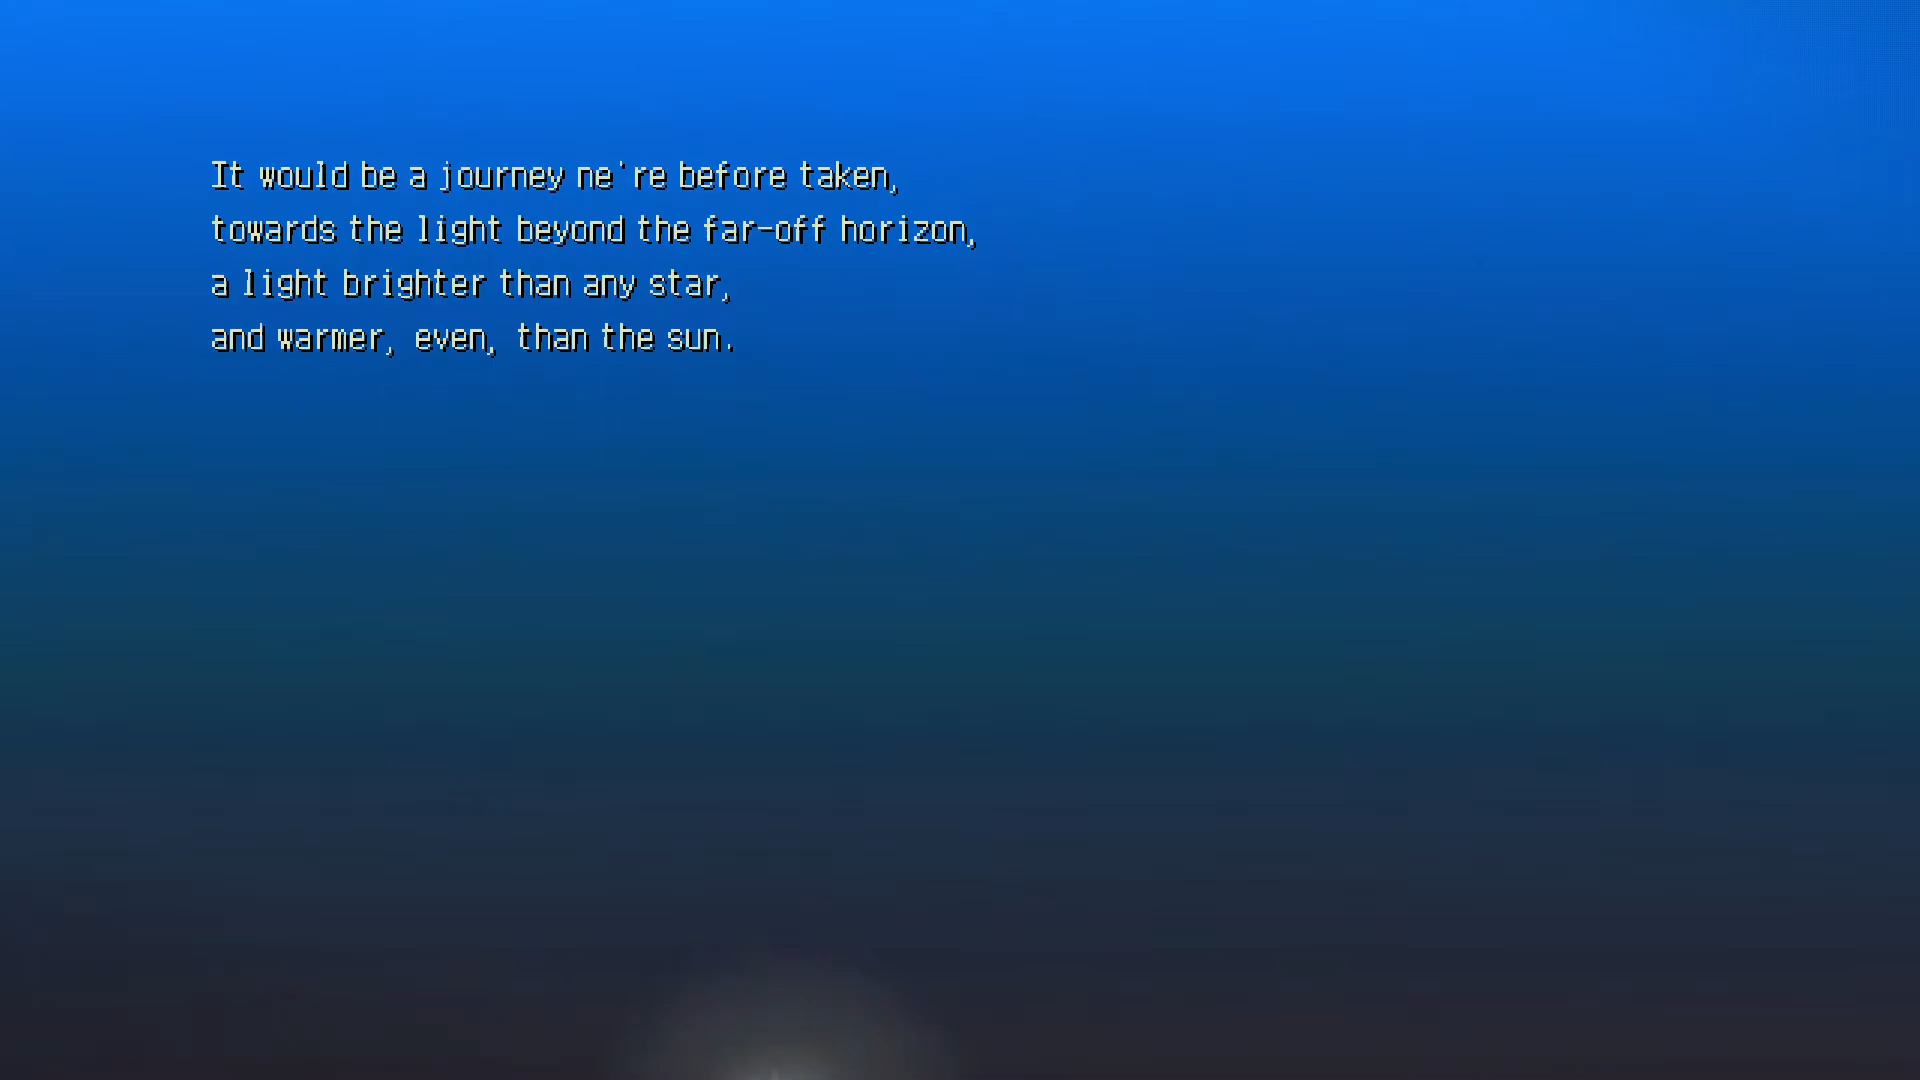 It would be a journey ne're before taken,
towards the light beyond the far-off horizon,
a light brighter than any star,
and warmer, even, than the sun.